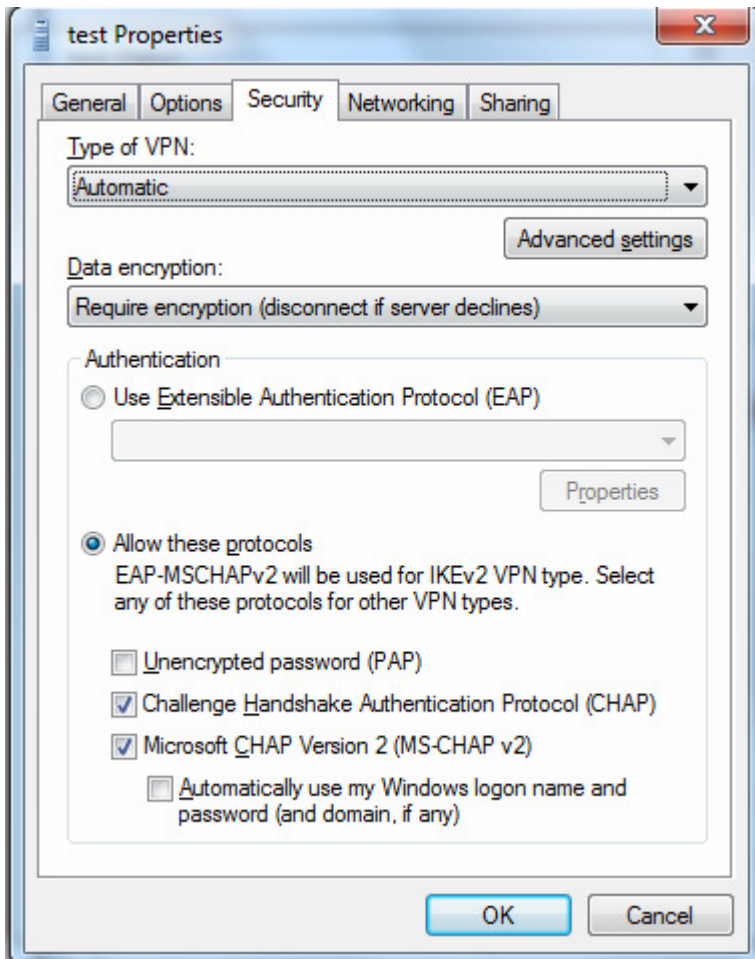 test Properties
General Options Security Networking Sharing
Type of VPN:
Automatic
Advanced settings
Data encryption:
Require encryption (disconnect if server declines)
Authentication
Use Extensible Authentication Protocol (EAP)
Properties
Allow these protocols
EAP-MSCHAPv2 will be used for IKEv2 VPN type. Select
any of these protocols for other VPN types.
Unencrypted password (PAP)
Challenge Handshake Authentication Protocol (CHAP)
Microsoft CHAP Version 2 (MS-CHAP v2)
Automatically use my Windows logon name and
password (and domain, if any)
OK Cancel